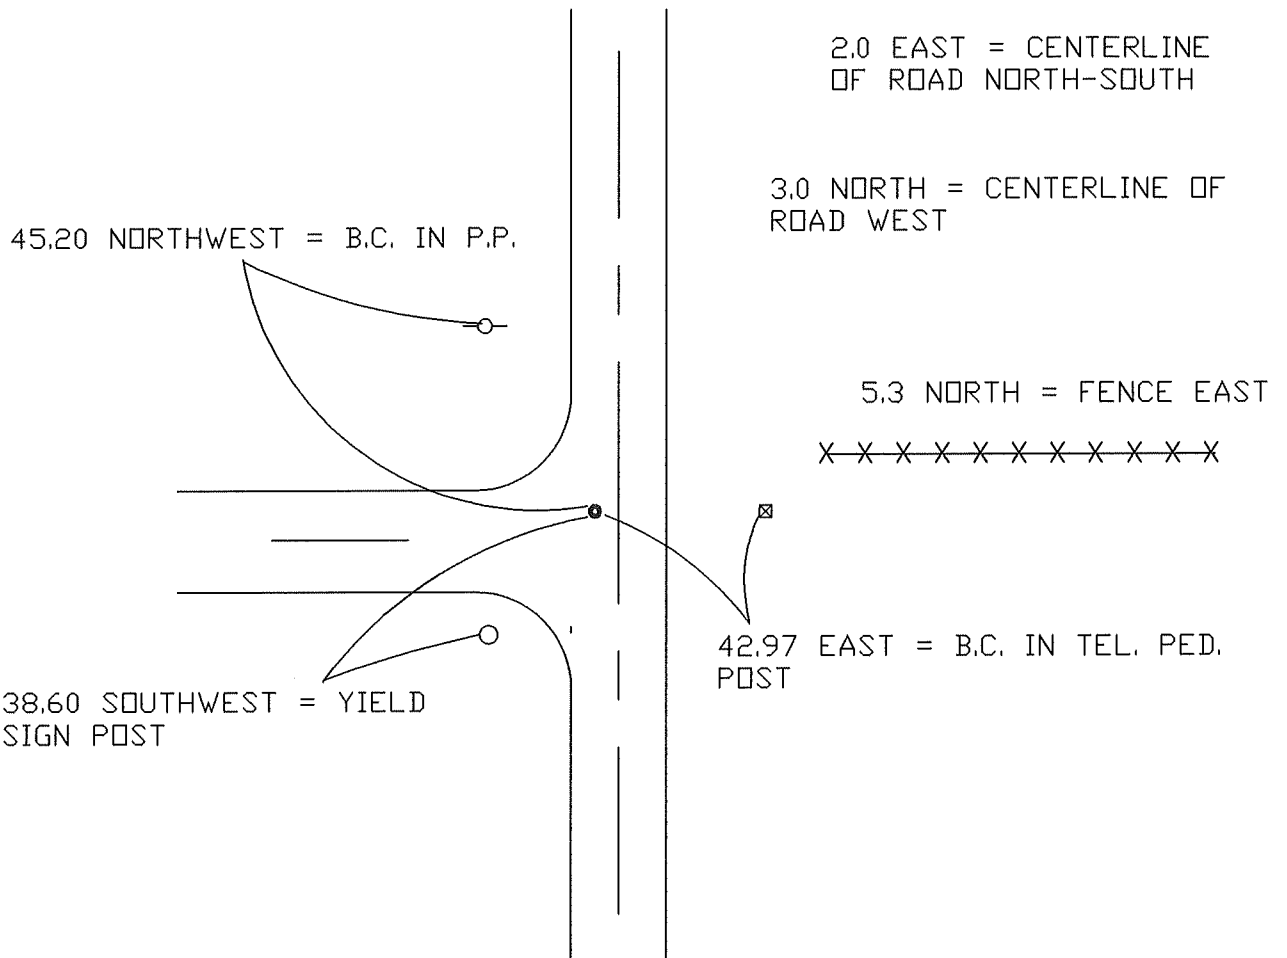 2.0 EAST = CENTERLINE
OF ROAD NORTH-SOUTH
3.0 NORTH = CENTERLINE OF
ROAD WEST
45.20 NORTHWEST = B.C. IN P.P.
5.3 NORTH = FENCE EAST
42.97 EAST = B.C. IN TEL. PED.
POST
38.60 SOUTHWEST = YIELD
SIGN POST